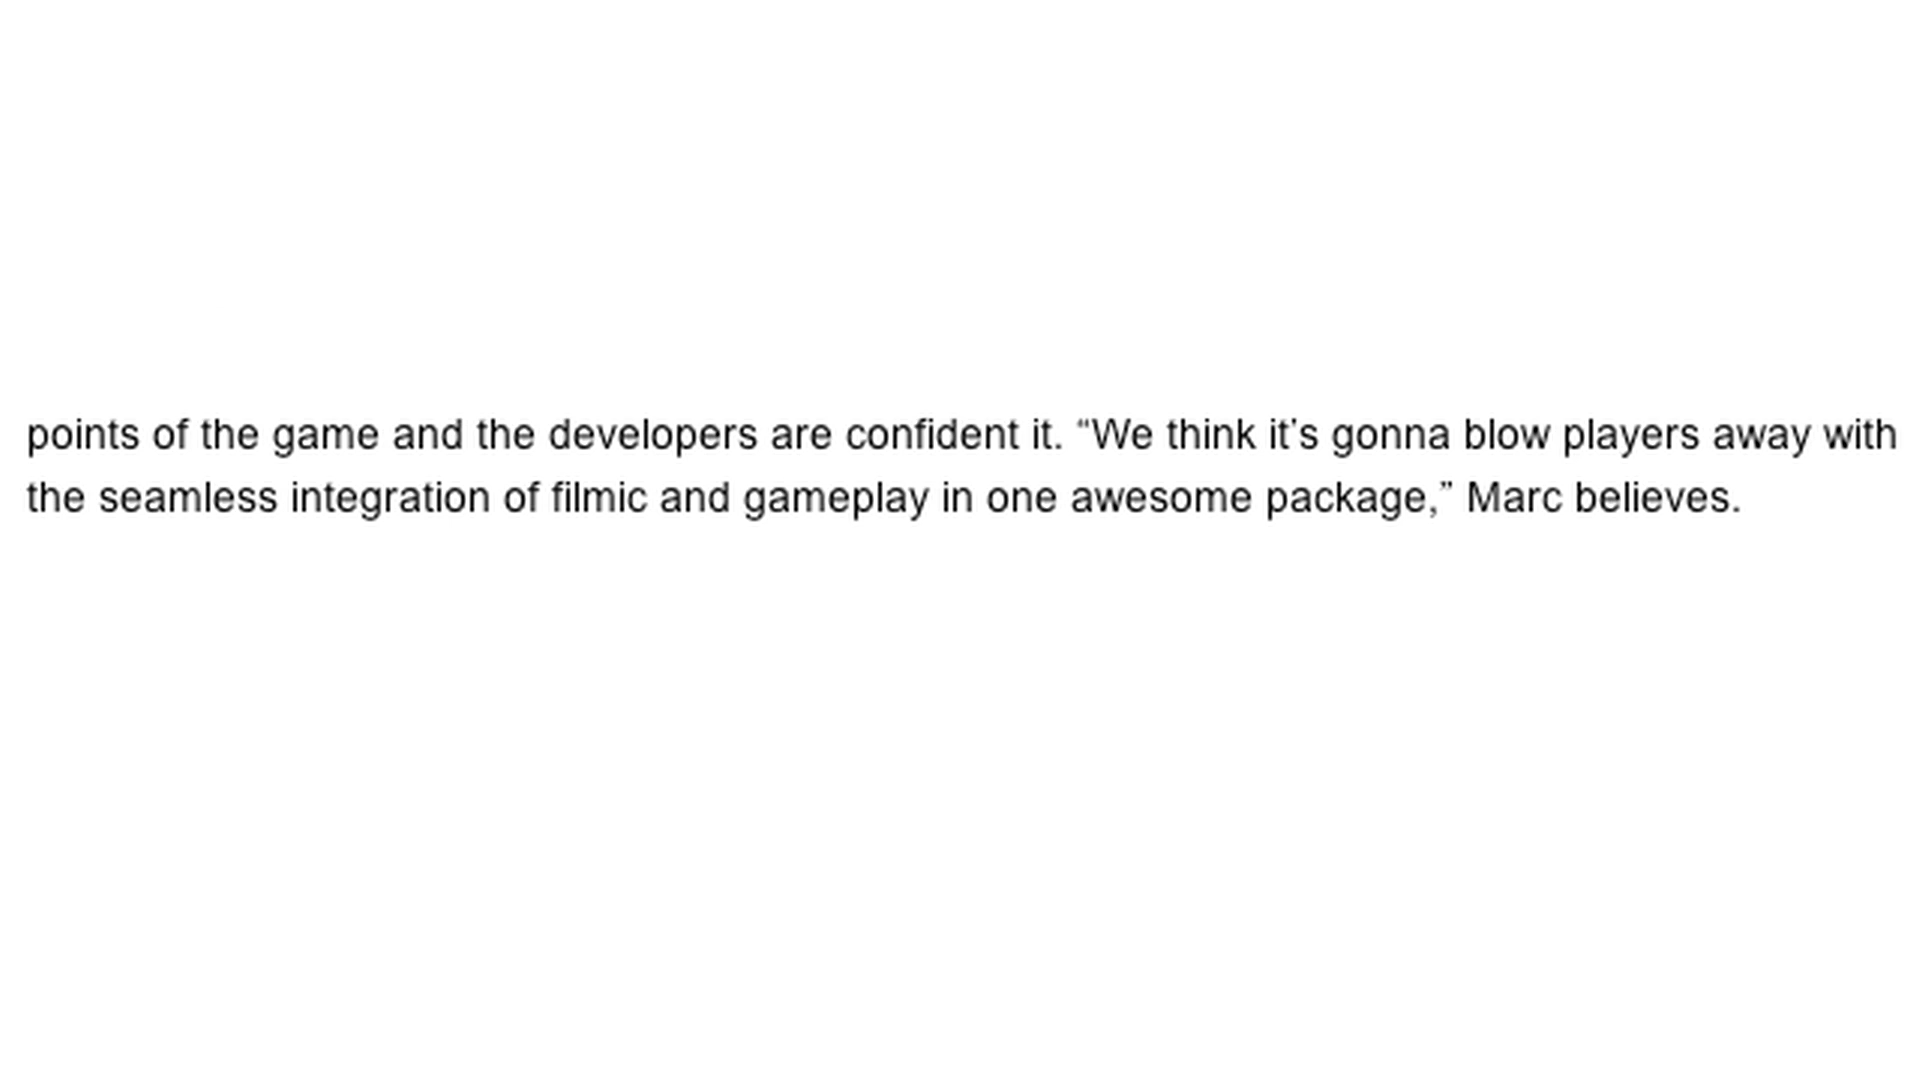 points of the game and the developers are confident it. “We think it’s gonna blow players away with
the seamless integration of filmic and gameplay in one awesome package,” Marc believes.